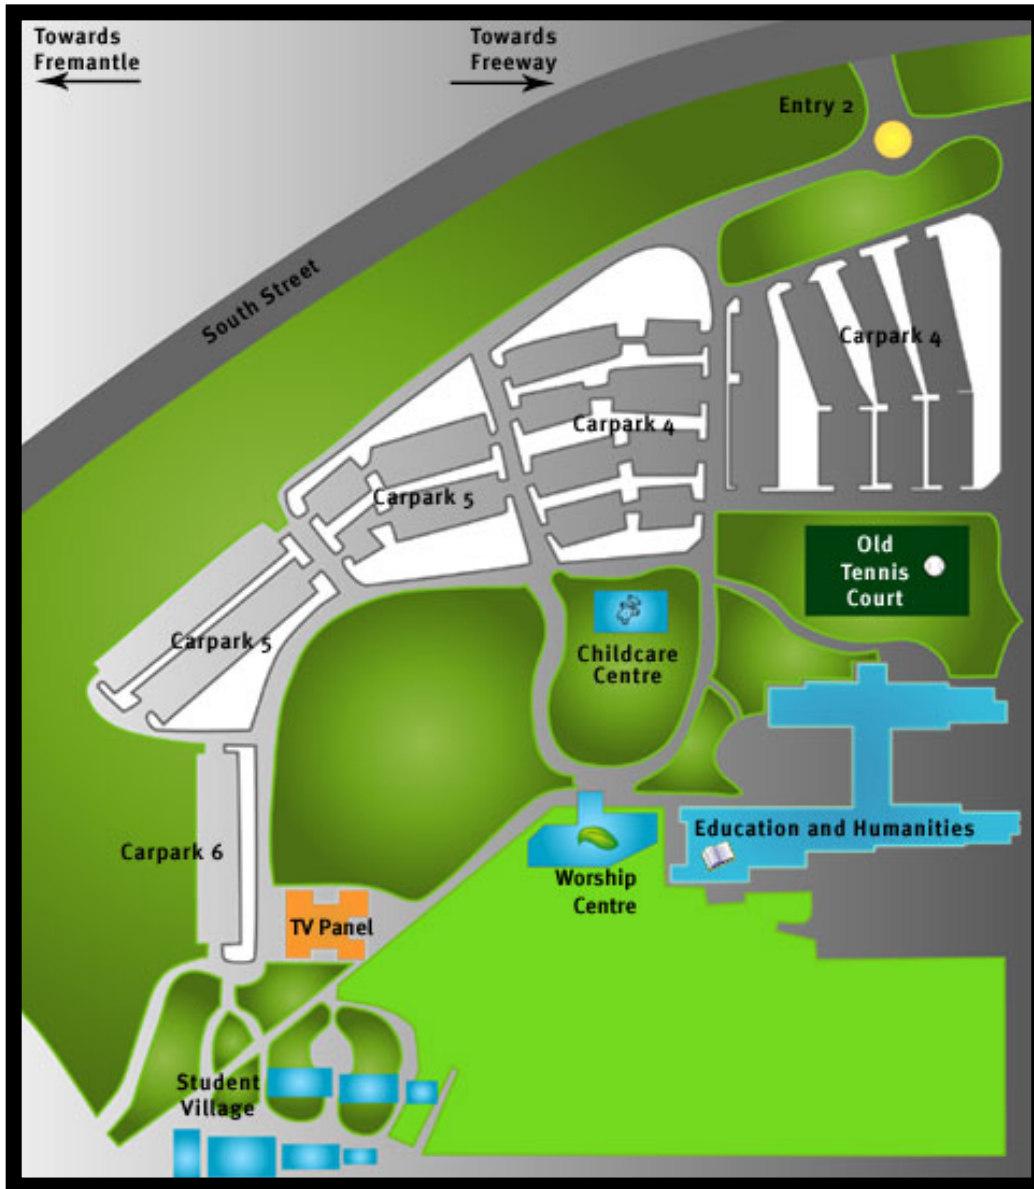 Towards
Fremantle
Towards
Freeway
Entry 2
South Street
Carpark 4
Carpark 4
Carpark 5
Old
Tennis
Court
Carpark 5
Childcare
Centre
Education and Humanities
Carpark 6
Worship
Centre
TV Panel
Student
Village